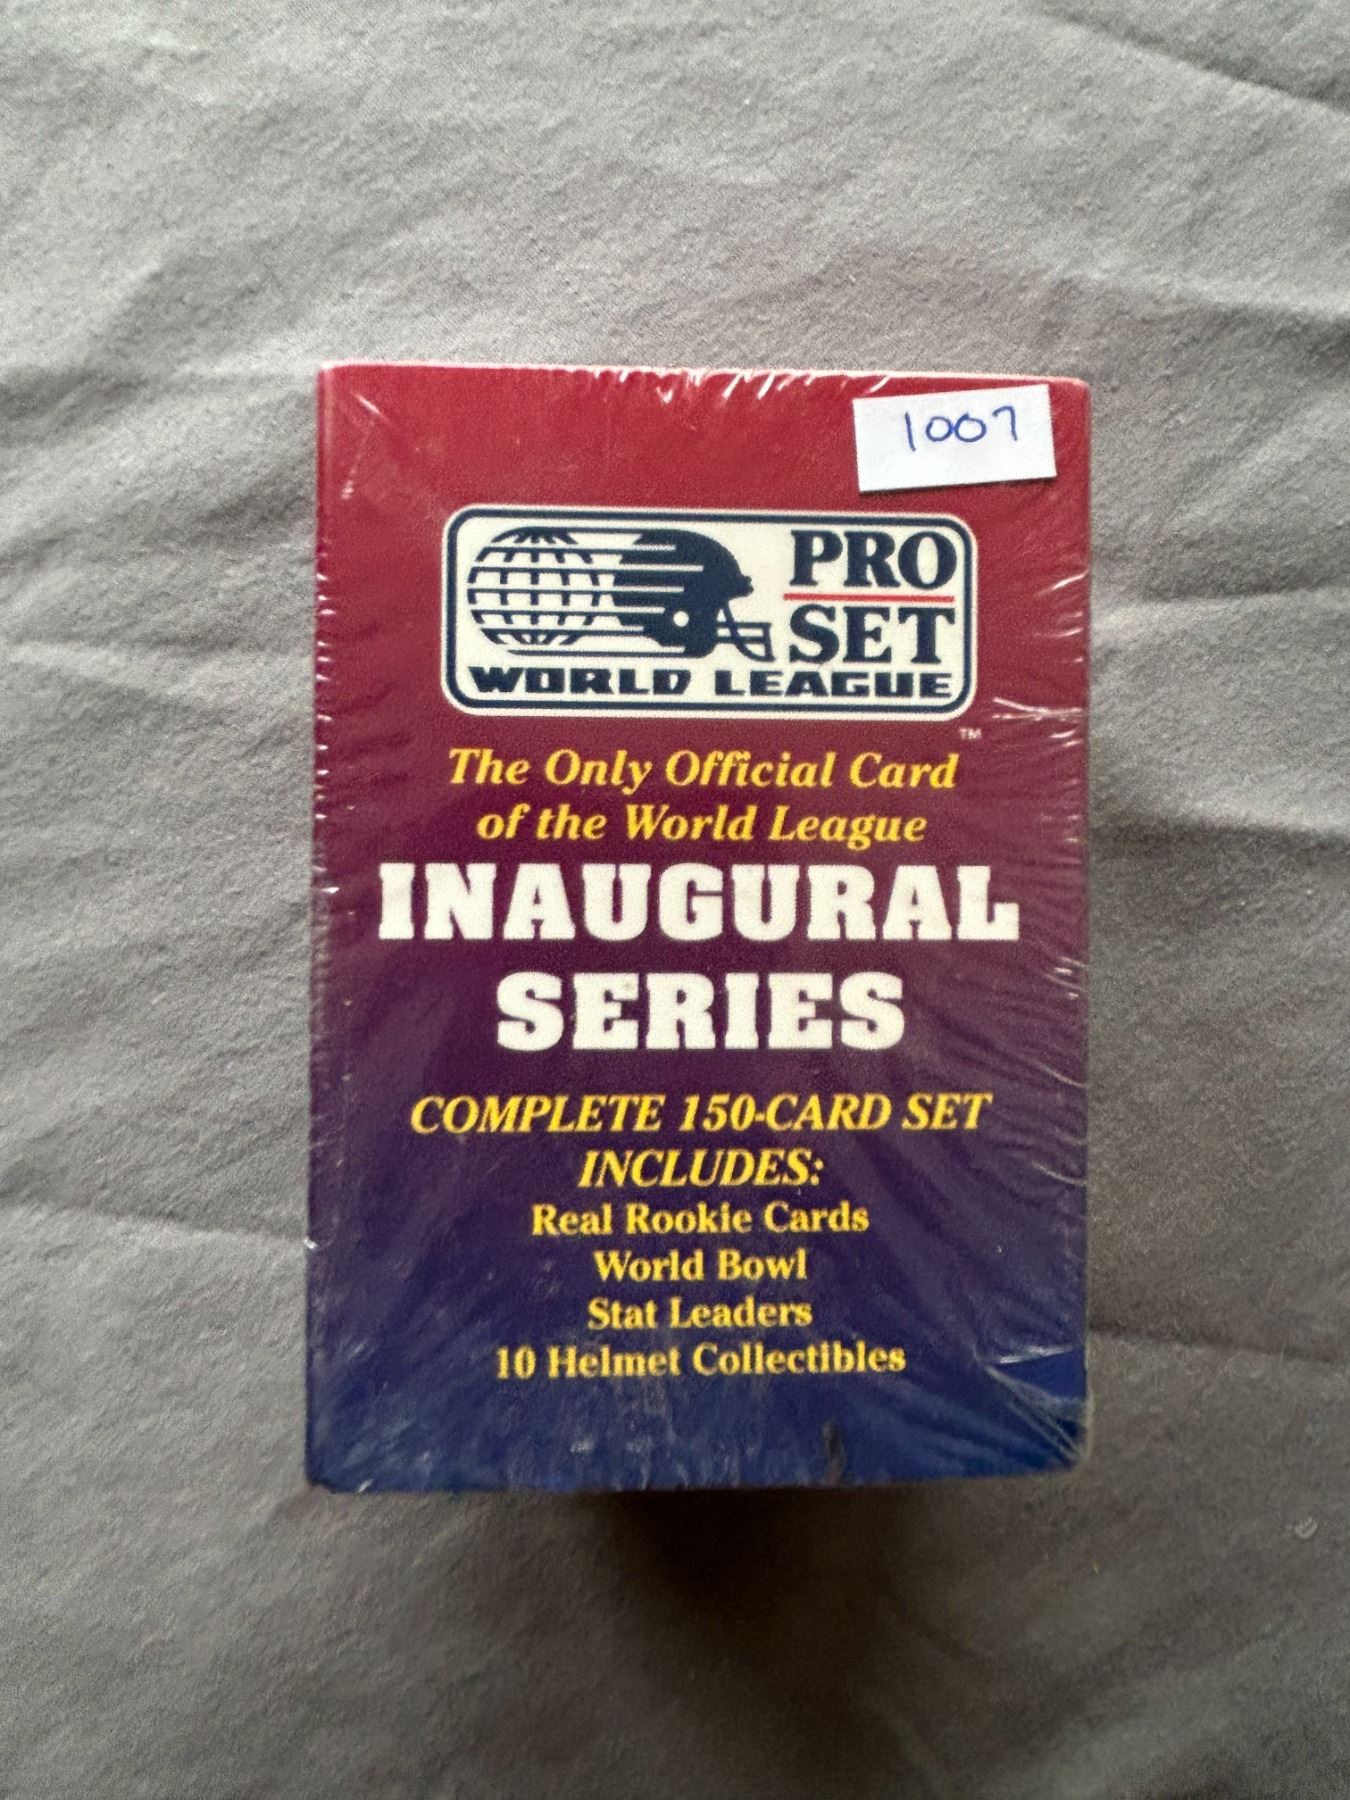 1007
PRO
SET
WORLD LEAGUE
TM
The Only Official Card
of the World League
INAUGURAL
SERIES
COMPLETE 150-CARD SET
INCLUDES:
Real Rookie Cards
World Bowl
Stat Leaders
10 Helmet Collectibles